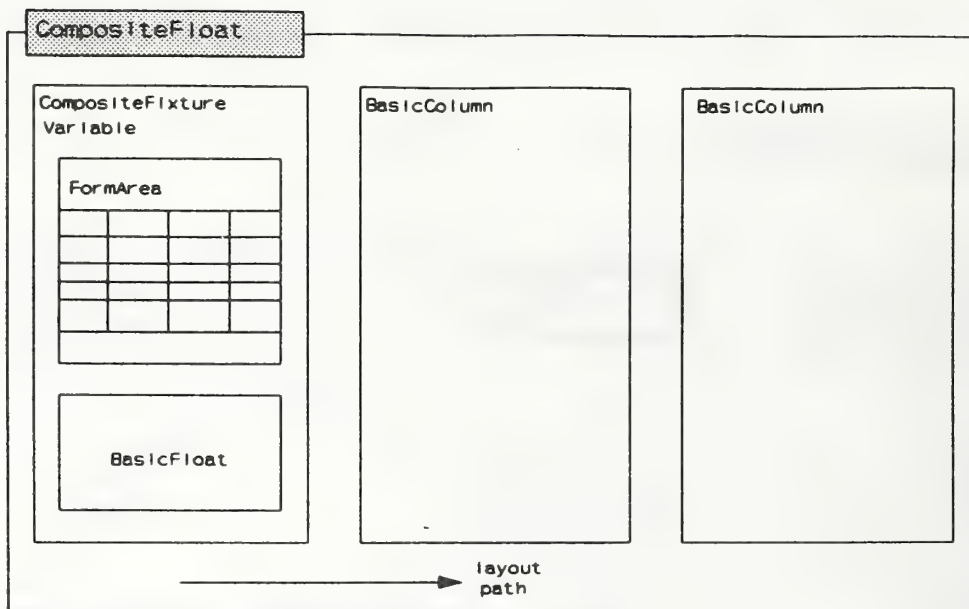 CompositeFloat
CompositeFixture
Variable
FormArea
BasicFloat
BasicColumn
BasicColumn
layout
path